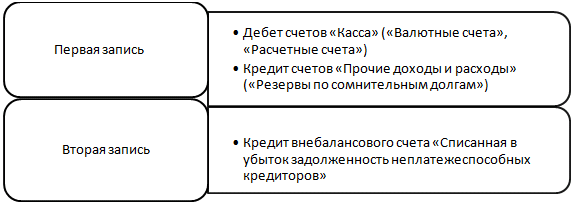 Первая запись
• Дебет счетов «Касса» («Валютные счета»,
«Расчетные счета»)
• Кредит счетов «Прочие доходы и расходы»
(«Резервы по сомнительным долгам»)
Вторая запись
• Кредит внебалансового счета «Списанная в
убыток задолженность неплатежеспособных
кредиторов»